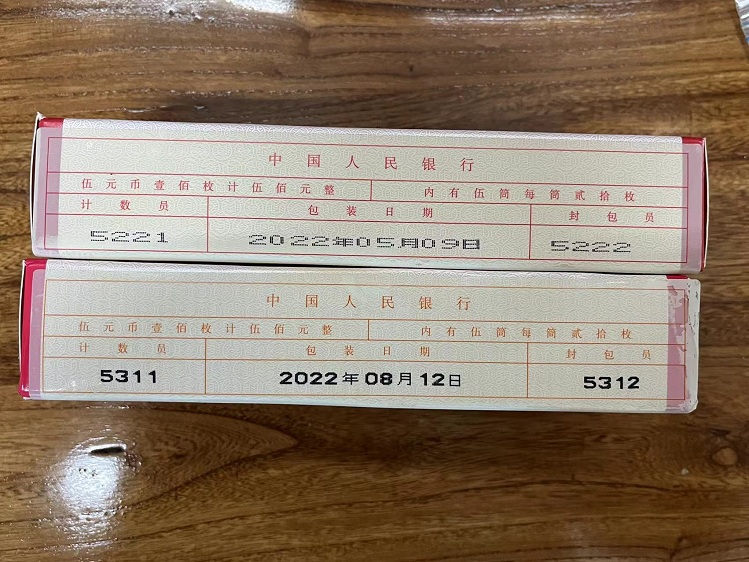 中国人民银行
伍元币壹佰枚计伍佰元整 内有伍筒每筒贰拾枚
计数员 包装日期 封包员
5221 2022年05月09日 5222
中国人民银行
伍元币壹佰枚计伍佰元整 内有伍筒每筒贰拾枚
计数员 包装日期 封包员
5311 2022年08月12日 5312